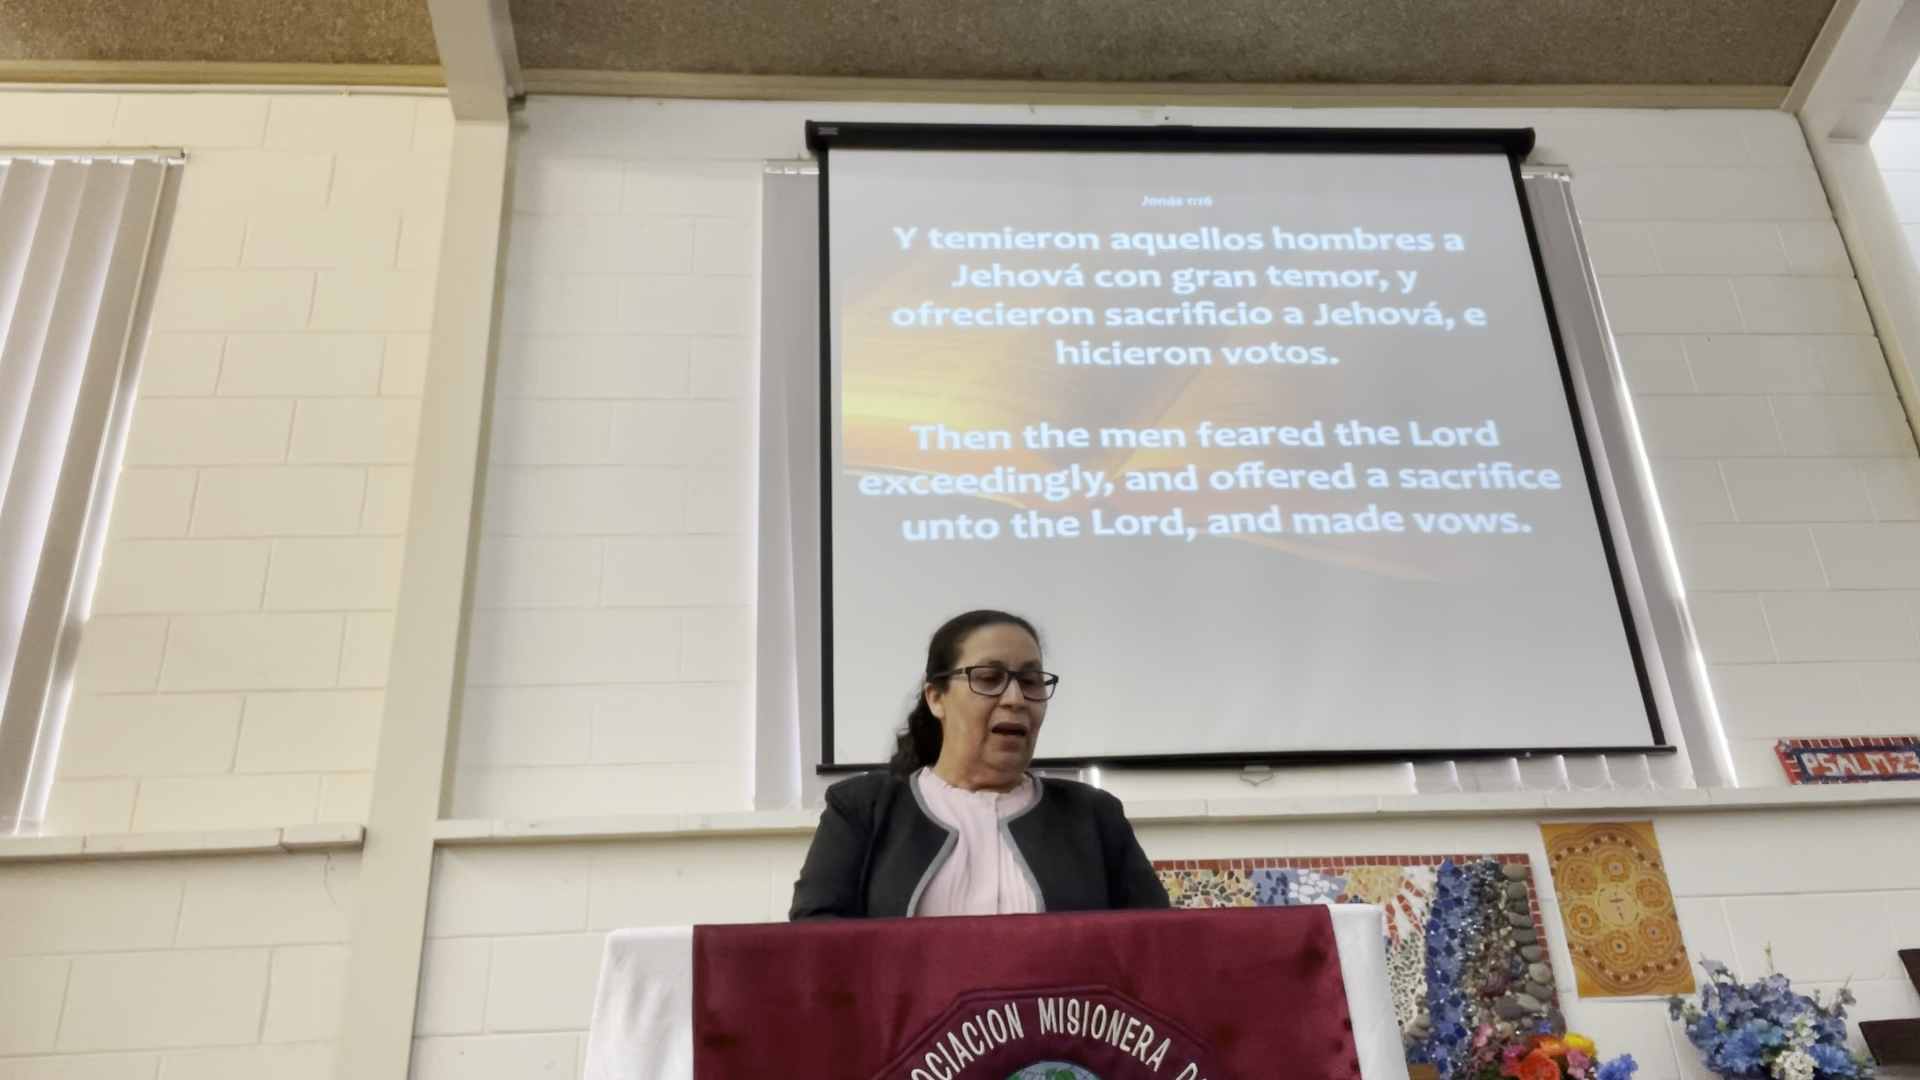 Jonás 1:16
Y temieron aquellos hombres a
Jehová con gran temor, y
ofrecieron sacrificio a Jehová, e
hicieron votos.
Then the men feared the Lord
exceedingly, and offered a sacrifice
unto the Lord, and made vows.
PSALM 23
MISIONERA